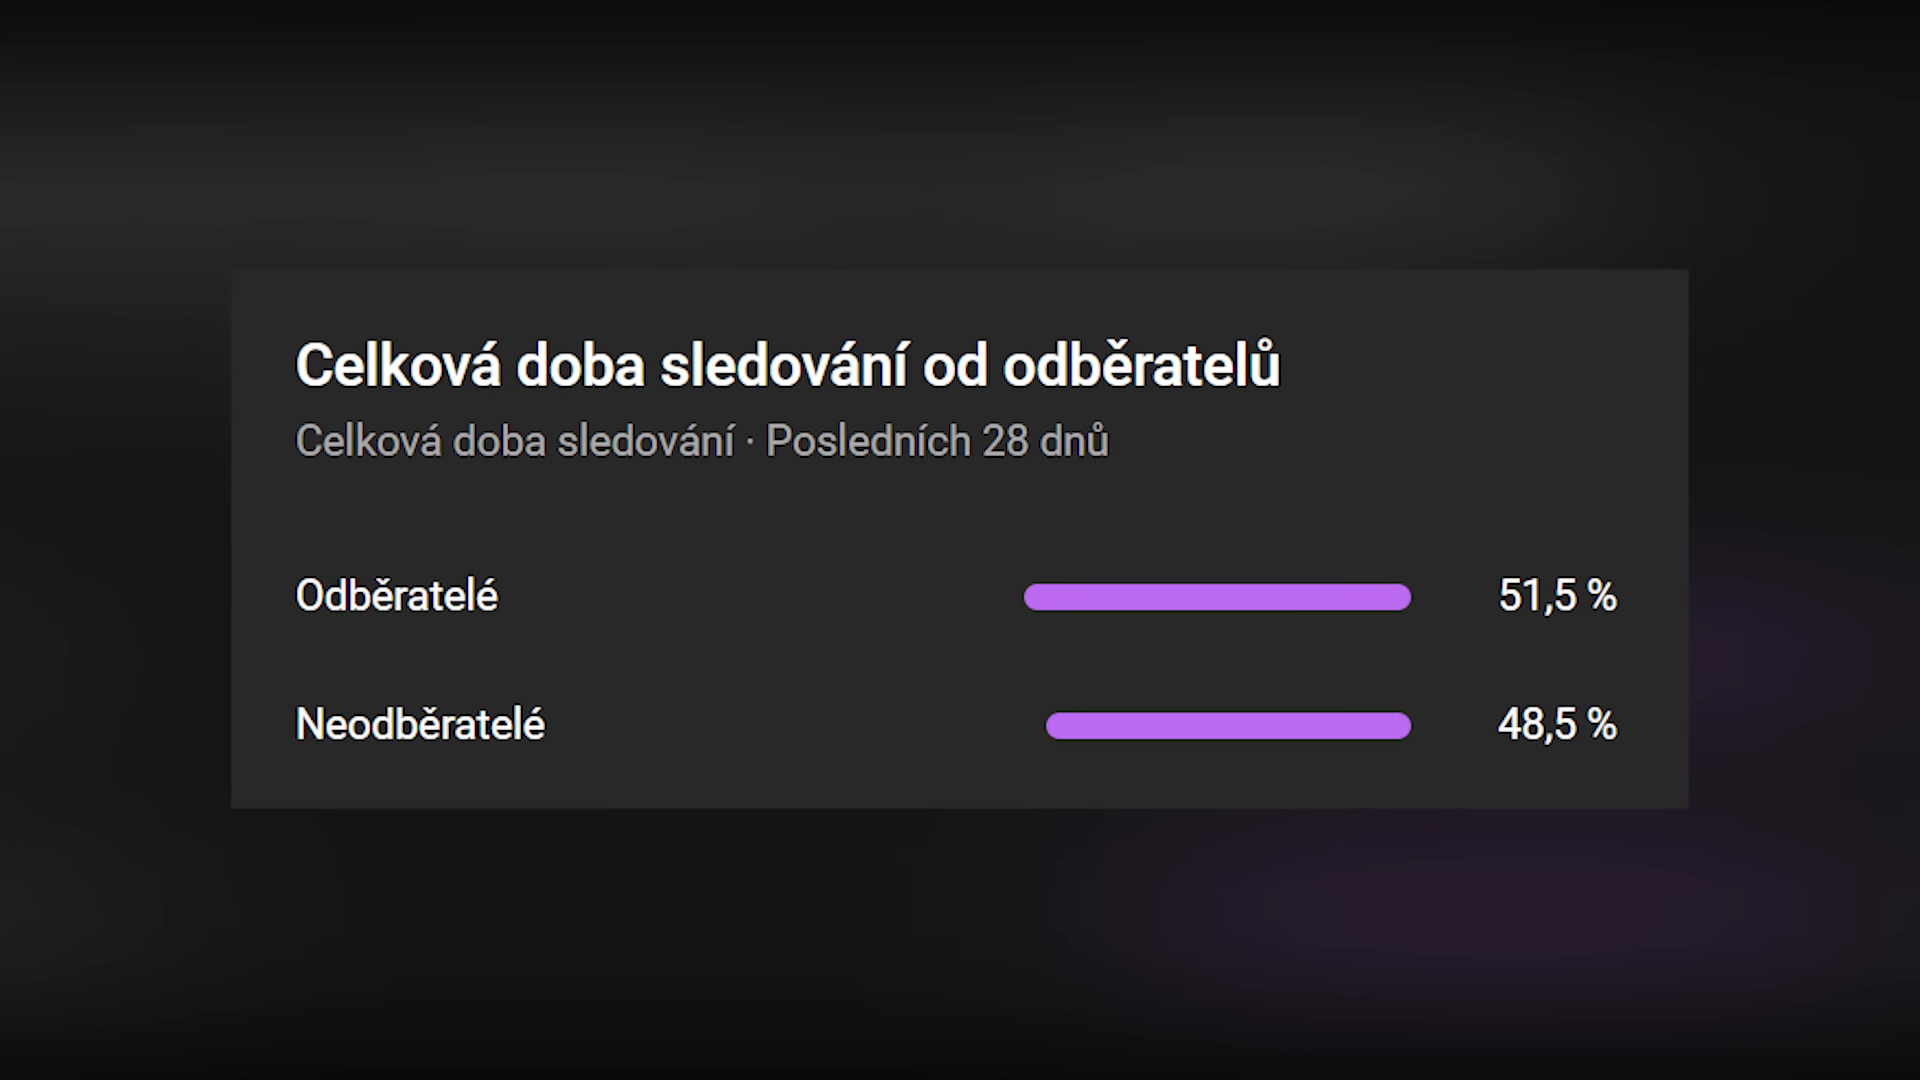 Celková doba sledování od odběratelů
Celková doba sledování · Posledních 28 dnů
Odběratelé 51,5 %
Neodběratelé 48,5 %